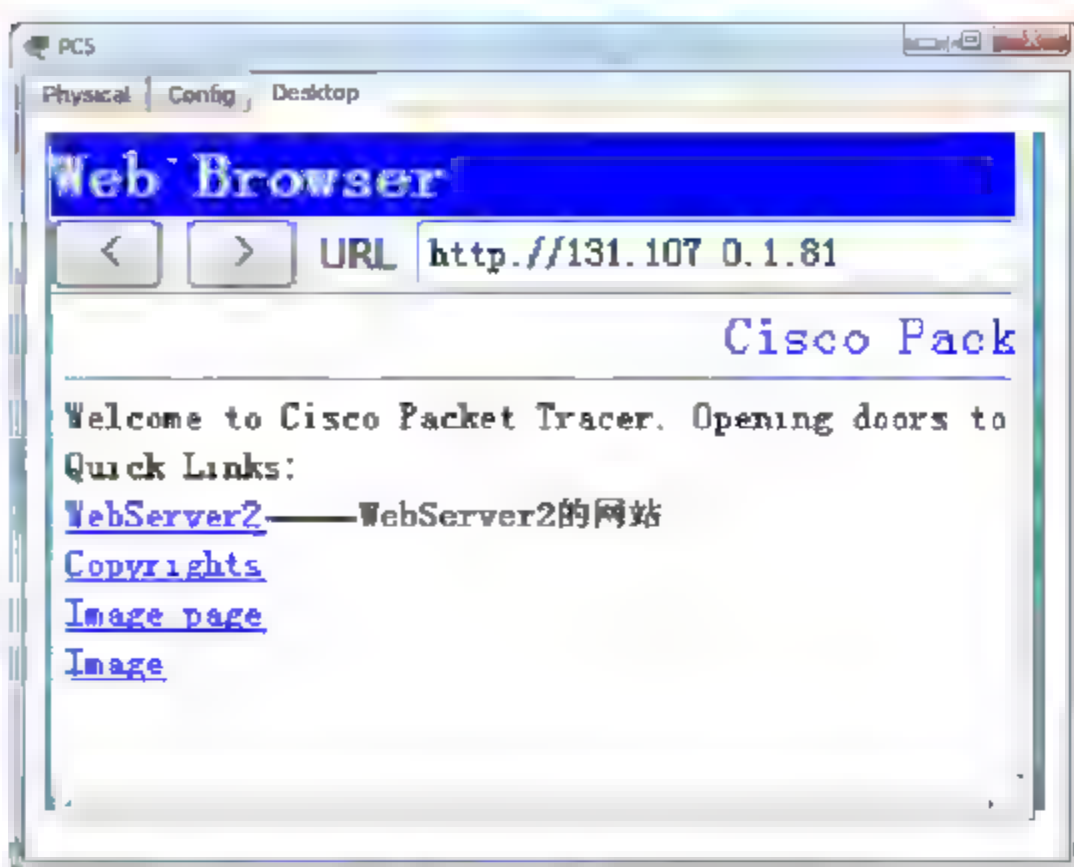 PC5
Physical Config Desktop
Web Browser
< > URL http.//131.107 0.1.81
Cisco Pack
Welcome to Cisco Packet Tracer. Opening doors to
Quick Links:
WebServer2——WebServer2的网站
Copyrights
Image page
Image